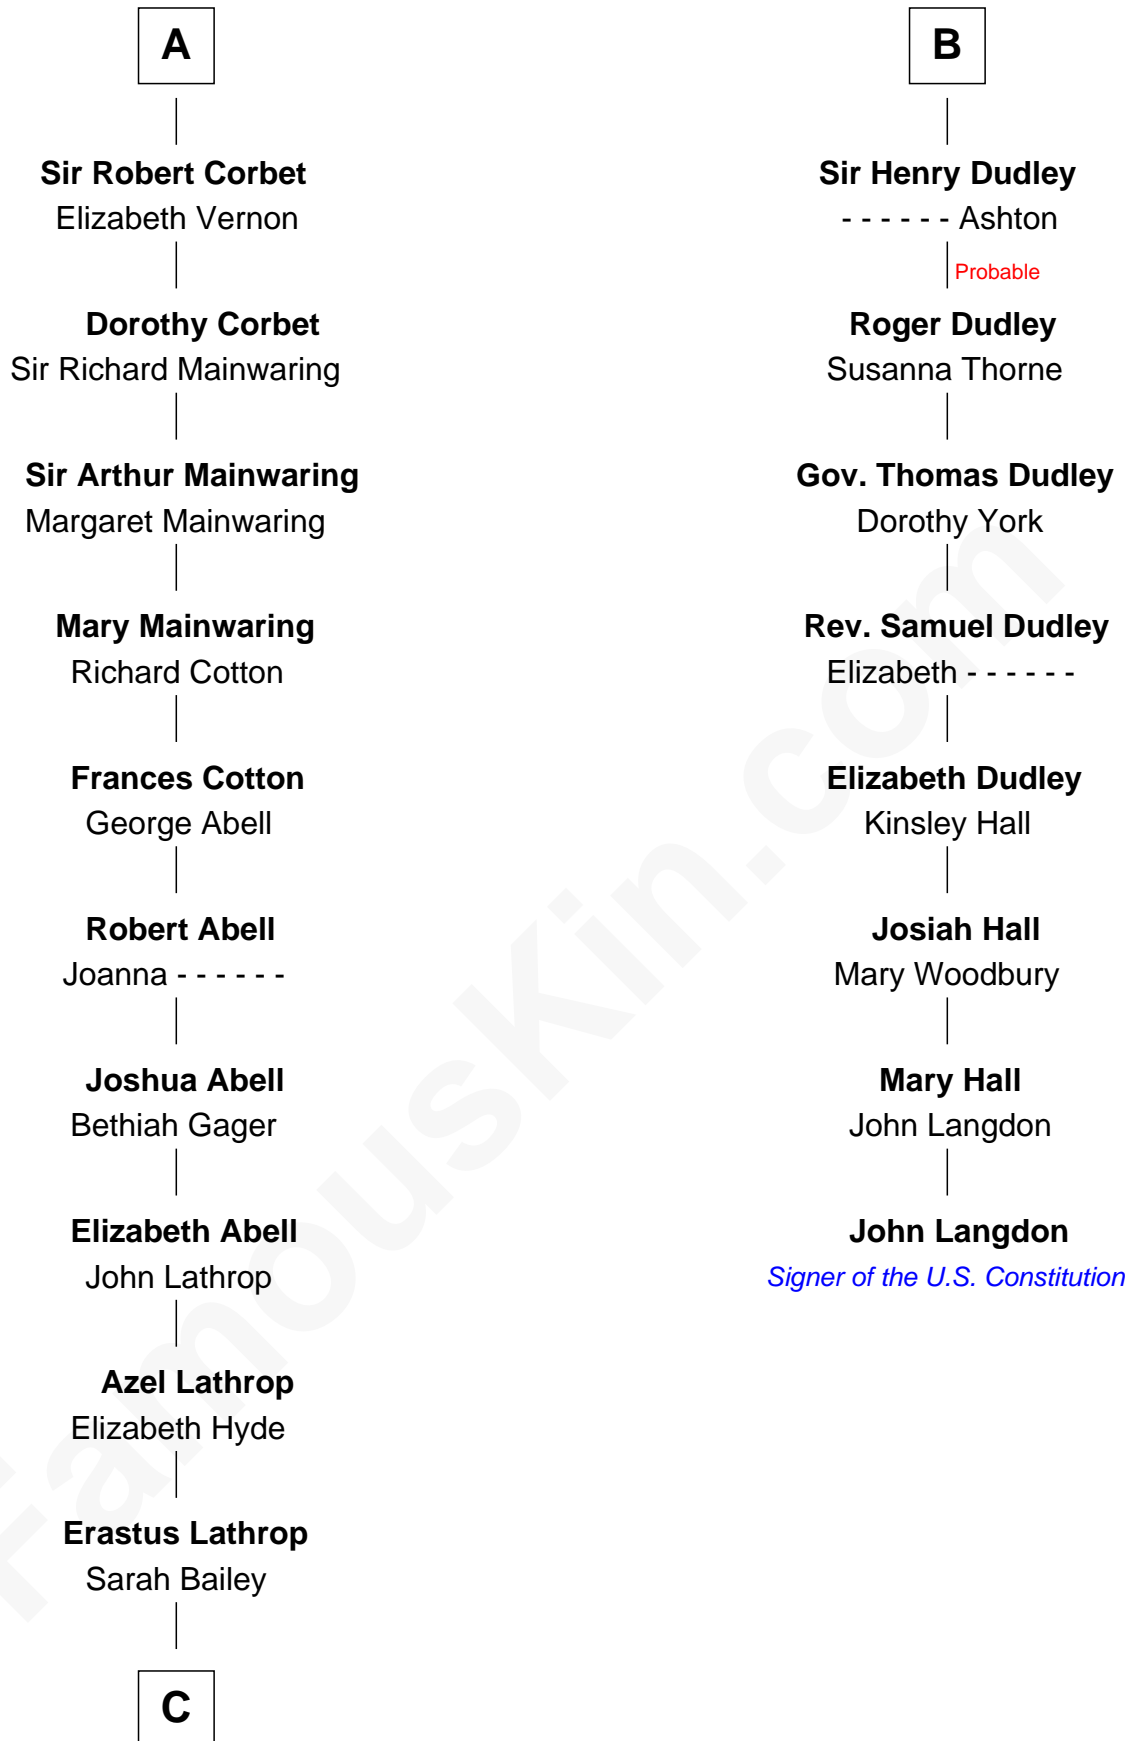 A
Sir Robert Corbet
Elizabeth Vernon
Dorothy Corbet
Sir Richard Mainwaring
Sir Arthur Mainwaring
Margaret Mainwaring
Mary Mainwaring
Richard Cotton
Frances Cotton
George Abell
Robert Abell
Joanna - - - - - -
Joshua Abell
Bethiah Gager
Elizabeth Abell
John Lathrop
Azel Lathrop
Elizabeth Hyde
Erastus Lathrop
Sarah Bailey
C
B
Sir Henry Dudley
- - - - - - Ashton
Probable
Roger Dudley
Susanna Thorne
Gov. Thomas Dudley
Dorothy York
Rev. Samuel Dudley
Elizabeth - - - - - -
Elizabeth Dudley
Kinsley Hall
Josiah Hall
Mary Woodbury
Mary Hall
John Langdon
John Langdon
Signer of the U.S. Constitution
FamousKin.com